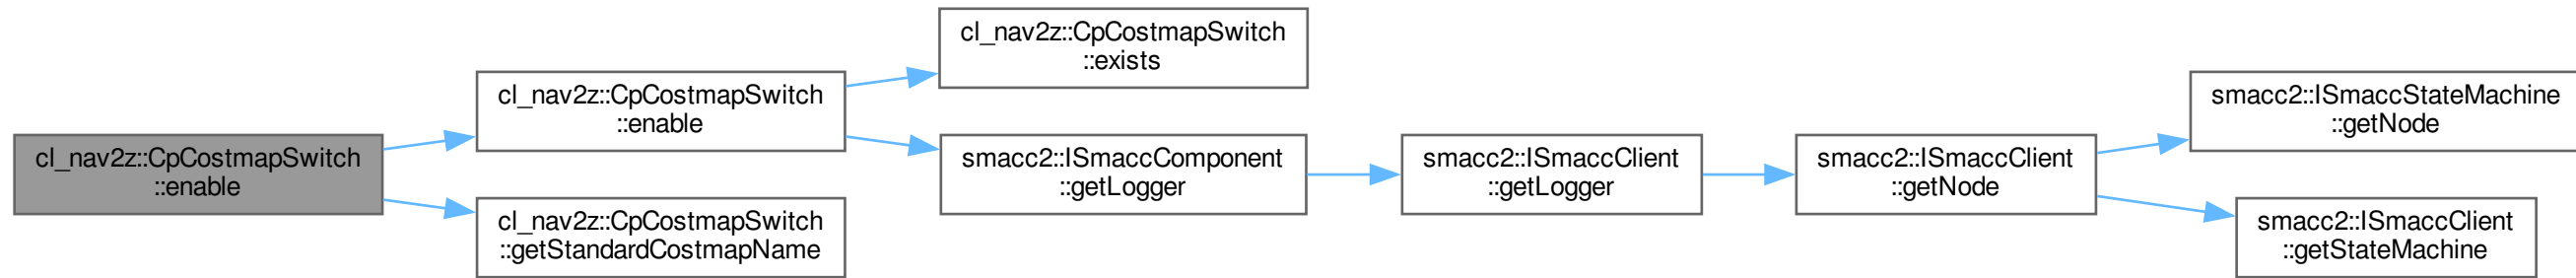 cl_nav2z::CpCostmapSwitch
::enable
cl_nav2z::CpCostmapSwitch
::enable
cl_nav2z::CpCostmapSwitch
::exists
smacc2::ISmaccComponent
::getLogger
smacc2::ISmaccClient
::getLogger
smacc2::ISmaccClient
::getNode
smacc2::ISmaccStateMachine
::getNode
smacc2::ISmaccClient
::getStateMachine
cl_nav2z::CpCostmapSwitch
::getStandardCostmapName